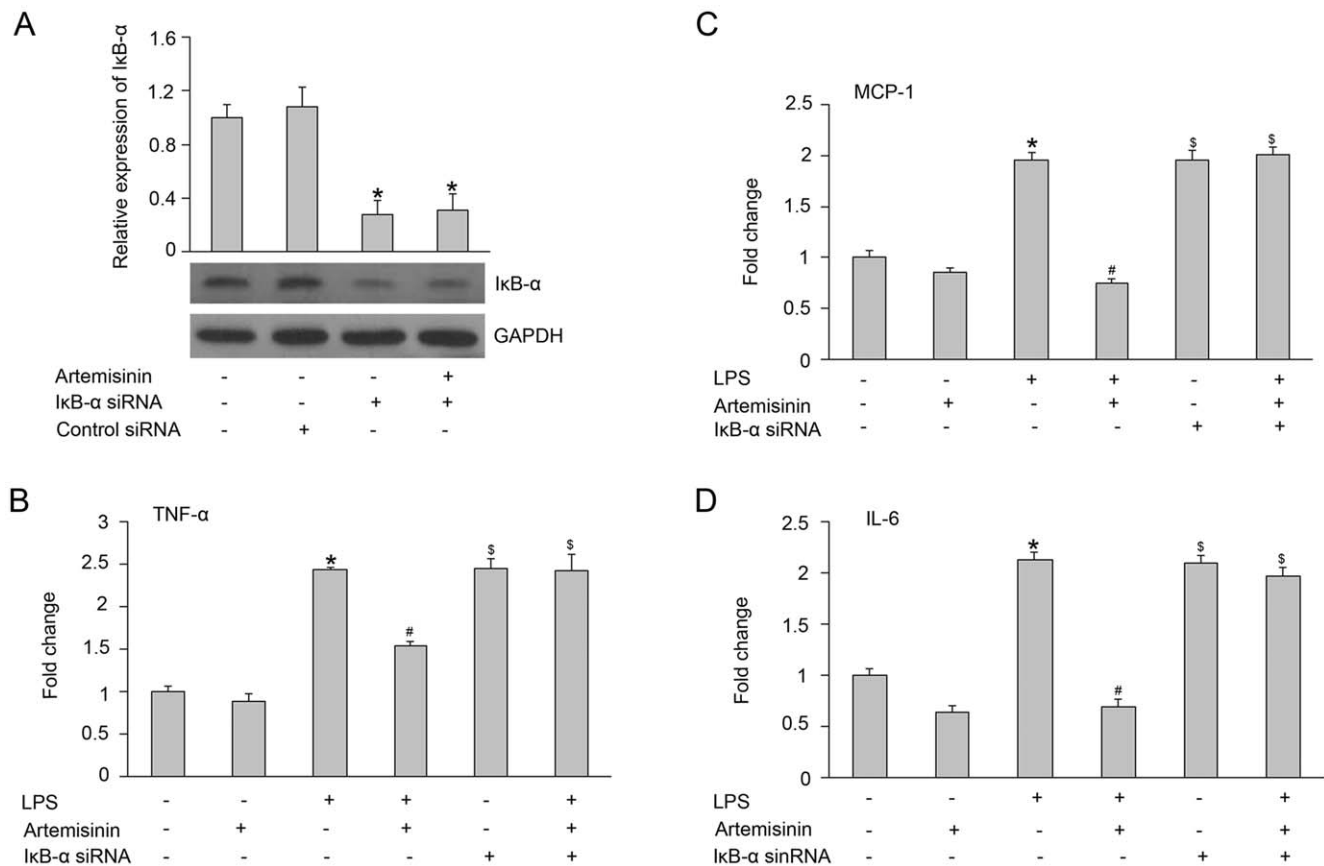 A
Relative expression of IκB-α
1.6
1.2
0.8
0.4
0
*
*
IκB-α
GAPDH
Artemisinin - - - +
IκB-α siRNA - - + +
Control siRNA - + - -
B
TNF-α
Fold change
3
2.5
2
1.5
1
0.5
0
*
#
$
$
LPS - - + + - +
Artemisinin - + - + - +
IκB-α siRNA - - - - + +
C
MCP-1
Fold change
2.5
2
1.5
1
0.5
0
*
#
$
$
LPS - - + + - +
Artemisinin - + - + - +
IκB-α siRNA - - - - + +
D
IL-6
Fold change
2.5
2
1.5
1
0.5
0
*
#
$
$
LPS - - + + - +
Artemisinin - + - + - +
IκB-α sinRNA - - - - + +